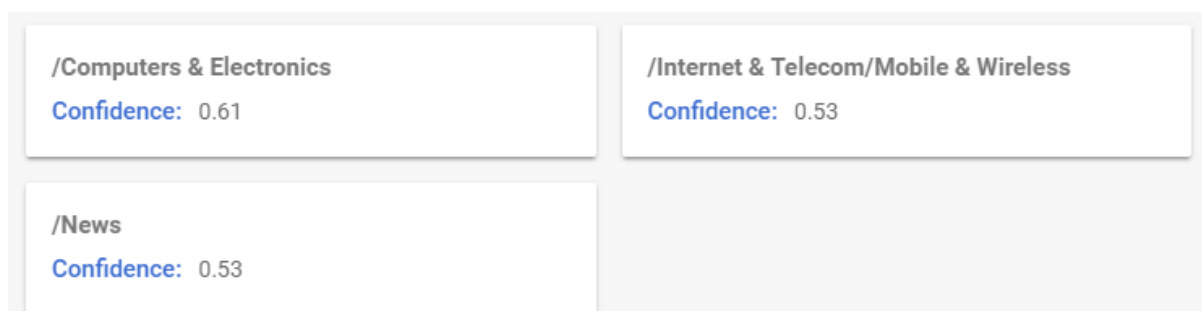 /Computers & Electronics
Confidence: 0.61
/Internet & Telecom/Mobile & Wireless
Confidence: 0.53
/News
Confidence: 0.53